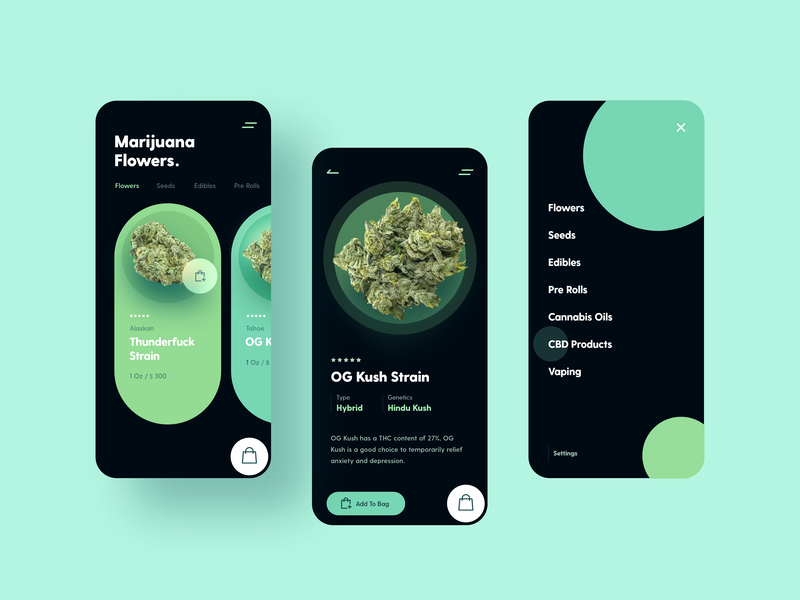 Marijuana
Flowers.
Flowers Seeds Edibles Pre Rolls
Alaskan
Thunderfuck
Strain
1 Oz / $ 300
Tahoe
OG K
1 Oz / $
OG Kush Strain
Type Genetics
Hybrid Hindu Kush
OG Kush has a THC content of 27%. OG
Kush is a good choice to temporarily relief
anxiety and depression.
Add To Bag
Flowers
Seeds
Edibles
Pre Rolls
Cannabis Oils
CBD Products
Vaping
Settings